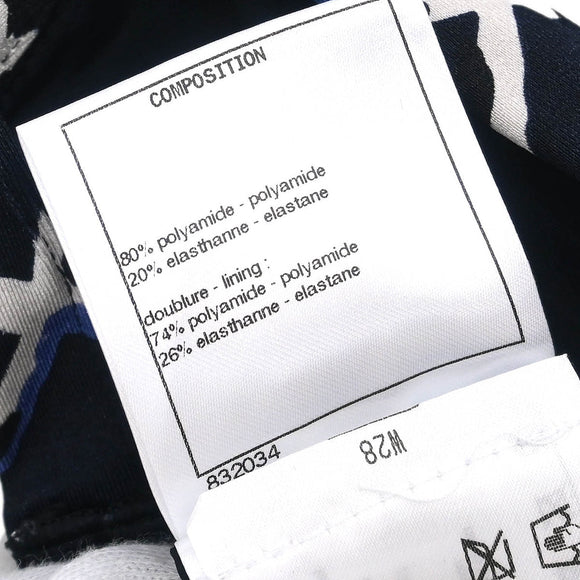 COMPOSITION
80% polyamide - polyamide
20% elasthanne - elastane
doublure - lining :
74% polyamide - polyamide
26% elasthanne - elastane
832034
W28